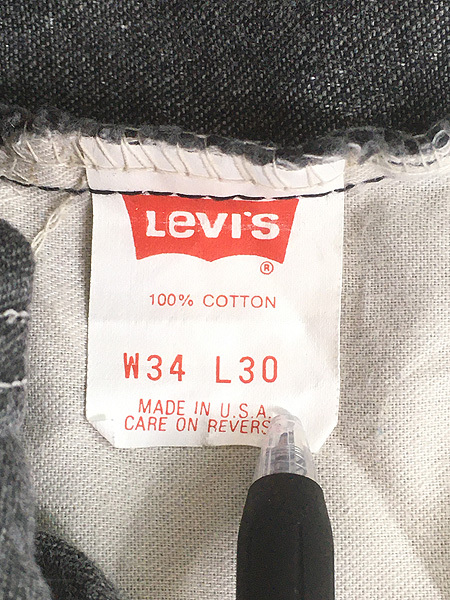 Levi's
®
100% COTTON
W34 L30
MADE IN U.S.A.
CARE ON REVERS